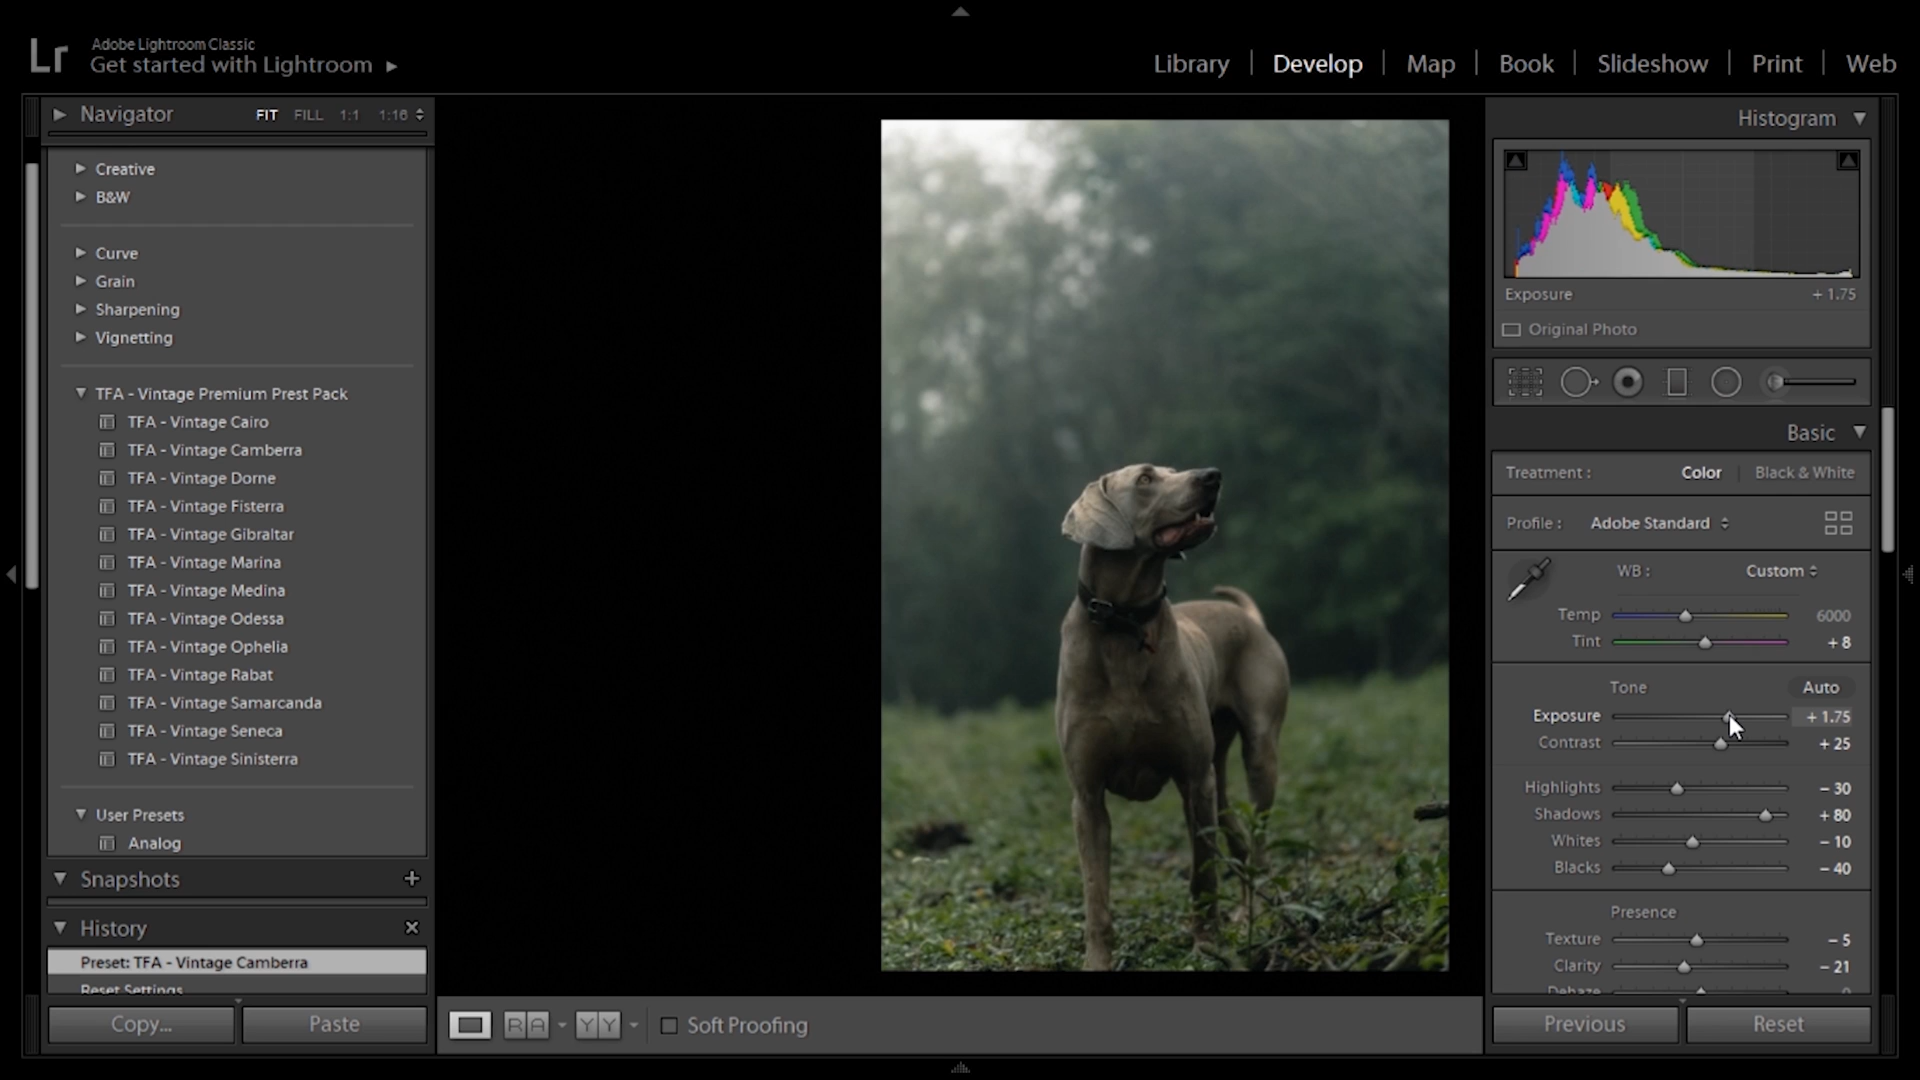 Lr
Adobe Lightroom Classic
Get started with Lightroom
Library
Develop
Map
Book
Slideshow
Print
Web
Navigator
FIT FILL 1:1 1:16
Creative
B&W
Curve
Grain
Sharpening
Vignetting
TFA - Vintage Premium Prest Pack
TFA - Vintage Cairo
TFA - Vintage Camberra
TFA - Vintage Dorne
TFA - Vintage Fisterra
TFA - Vintage Gibraltar
TFA - Vintage Marina
TFA - Vintage Medina
TFA - Vintage Odessa
TFA - Vintage Ophelia
TFA - Vintage Rabat
TFA - Vintage Samarcanda
TFA - Vintage Seneca
TFA - Vintage Sinisterra
User Presets
Analog
Snapshots
History
Preset: TFA - Vintage Camberra
Reset Settings
Copy...
Paste
R A
Y Y
Soft Proofing
Histogram
Exposure + 1.75
Original Photo
Basic
Treatment : Color Black & White
Profile : Adobe Standard
WB : Custom
Temp 6000
Tint + 8
Tone Auto
Exposure + 1.75
Contrast + 25
Highlights – 30
Shadows + 80
Whites – 10
Blacks – 40
Presence
Texture – 5
Clarity – 21
Dehaze 0
Previous
Reset